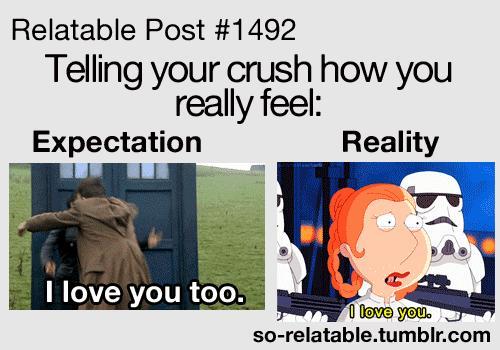 Relatable Post #1492
Telling your crush how you
really feel:
Expectation
Reality
I love you too.
I love you.
so-relatable.tumblr.com